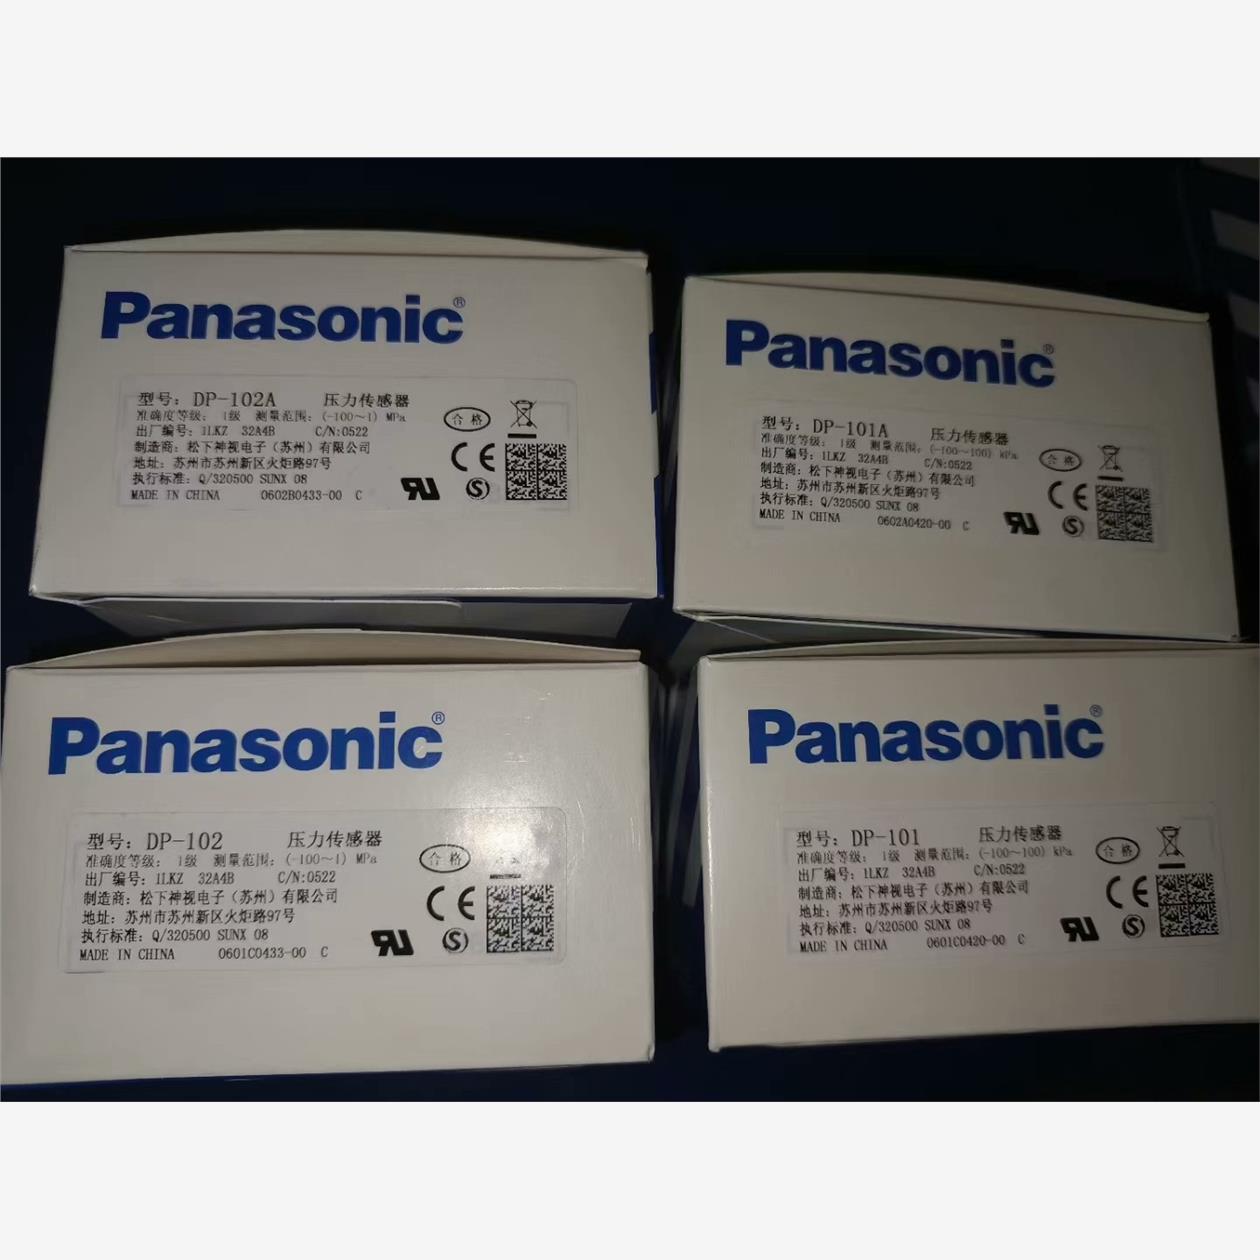 Panasonic®
型号：DP-102A 压力传感器
准确度等级：1级 测量范围：(-100～1) MPa
出厂编号：1LKZ 32A4B C/N:0522
制造商：松下神视电子（苏州）有限公司
地址：苏州市苏州新区火炬路97号
执行标准：Q/320500 SUNX 08
MADE IN CHINA 0602B0433-00 C
合格
CE
Panasonic®
型号：DP-101A 压力传感器
准确度等级：1级 测量范围：(-100～100) kPa
出厂编号：1LKZ 32A4B C/N:0522
制造商：松下神视电子（苏州）有限公司
地址：苏州市苏州新区火炬路97号
执行标准：Q/320500 SUNX 08
MADE IN CHINA 0602A0420-00 C
合格
CE
Panasonic®
型号：DP-102 压力传感器
准确度等级：1级 测量范围：(-100～1) MPa
出厂编号：1LKZ 32A4B C/N:0522
制造商：松下神视电子（苏州）有限公司
地址：苏州市苏州新区火炬路97号
执行标准：Q/320500 SUNX 08
MADE IN CHINA 0601C0433-00 C
合格
CE
Panasonic®
型号：DP-101 压力传感器
准确度等级：1级 测量范围：(-100～100) kPa
出厂编号：1LKZ 32A4B C/N:0522
制造商：松下神视电子（苏州）有限公司
地址：苏州市苏州新区火炬路97号
执行标准：Q/320500 SUNX 08
MADE IN CHINA 0601C0420-00 C
合格
CE